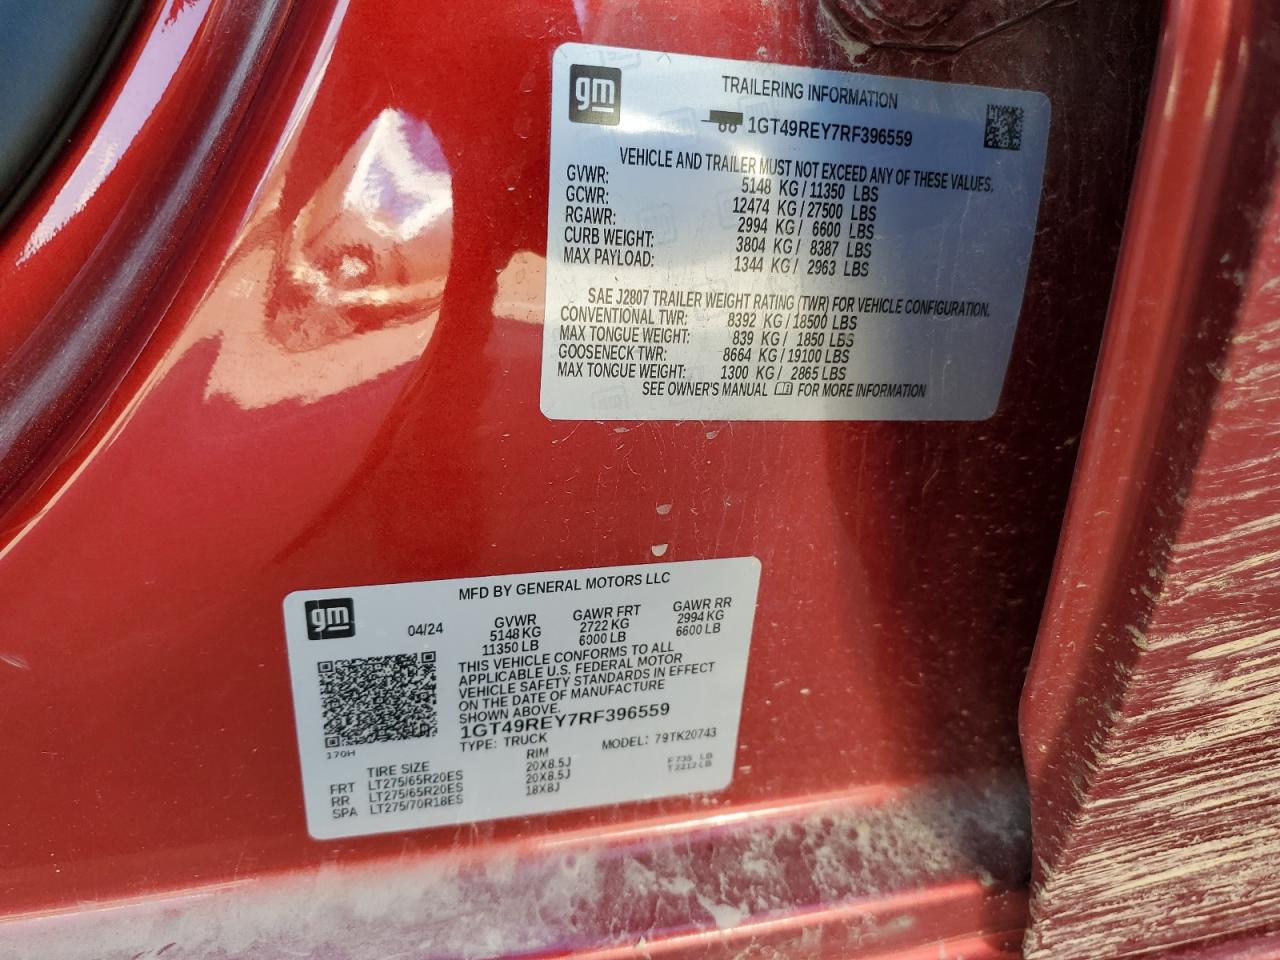 gm
TRAILERING INFORMATION
1GT49REY7RF396559
VEHICLE AND TRAILER MUST NOT EXCEED ANY OF THESE VALUES.
GVWR: 5148 KG / 11350 LBS
GCWR: 12474 KG / 27500 LBS
RGAWR: 2994 KG / 6600 LBS
CURB WEIGHT: 3804 KG / 8387 LBS
MAX PAYLOAD: 1344 KG / 2963 LBS
SAE J2807 TRAILER WEIGHT RATING (TWR) FOR VEHICLE CONFIGURATION.
CONVENTIONAL TWR: 8392 KG / 18500 LBS
MAX TONGUE WEIGHT: 839 KG / 1850 LBS
GOOSENECK TWR: 8664 KG / 19100 LBS
MAX TONGUE WEIGHT: 1300 KG / 2865 LBS
SEE OWNER'S MANUAL FOR MORE INFORMATION
gm
MFD BY GENERAL MOTORS LLC
04/24
GVWR GAWR FRT GAWR RR
5148 KG 2722 KG 2994 KG
11350 LB 6000 LB 6600 LB
THIS VEHICLE CONFORMS TO ALL
APPLICABLE U.S. FEDERAL MOTOR
VEHICLE SAFETY STANDARDS IN EFFECT
ON THE DATE OF MANUFACTURE
SHOWN ABOVE.
1GT49REY7RF396559
TYPE: TRUCK MODEL: 79TK20743
170H
TIRE SIZE RIM
FRT LT275/65R20ES 20X8.5J
RR LT275/65R20ES 20X8.5J
SPA LT275/70R18ES 18X8J
F 735 LB
T 2212 LB